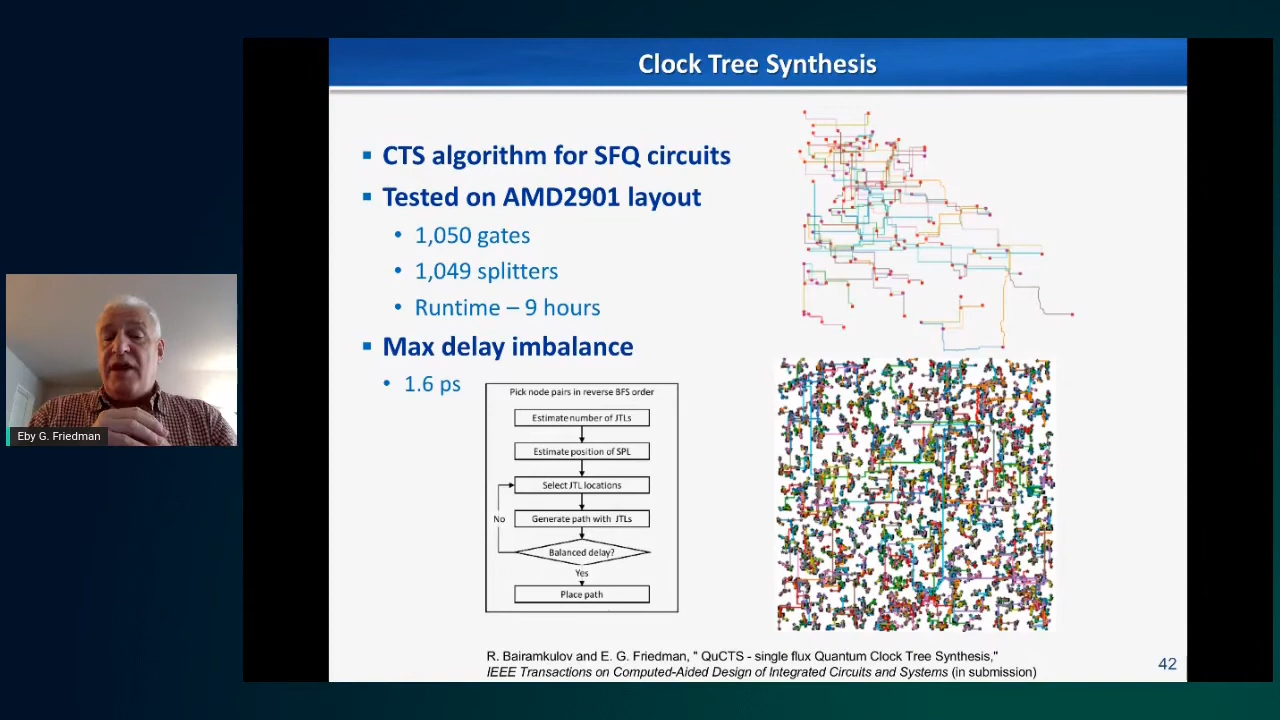 Clock Tree Synthesis
▪ CTS algorithm for SFQ circuits
▪ Tested on AMD2901 layout
• 1,050 gates
• 1,049 splitters
• Runtime – 9 hours
▪ Max delay imbalance
• 1.6 ps
Pick node pairs in reverse BFS order
Estimate number of JTLs
Estimate position of SPL
Select JTL locations
No
Generate path with JTLs
Balanced delay?
Yes
Place path
R. Bairamkulov and E. G. Friedman, " QuCTS - single flux Quantum Clock Tree Synthesis,"
IEEE Transactions on Computed-Aided Design of Integrated Circuits and Systems (in submission)
42
Eby G. Friedman